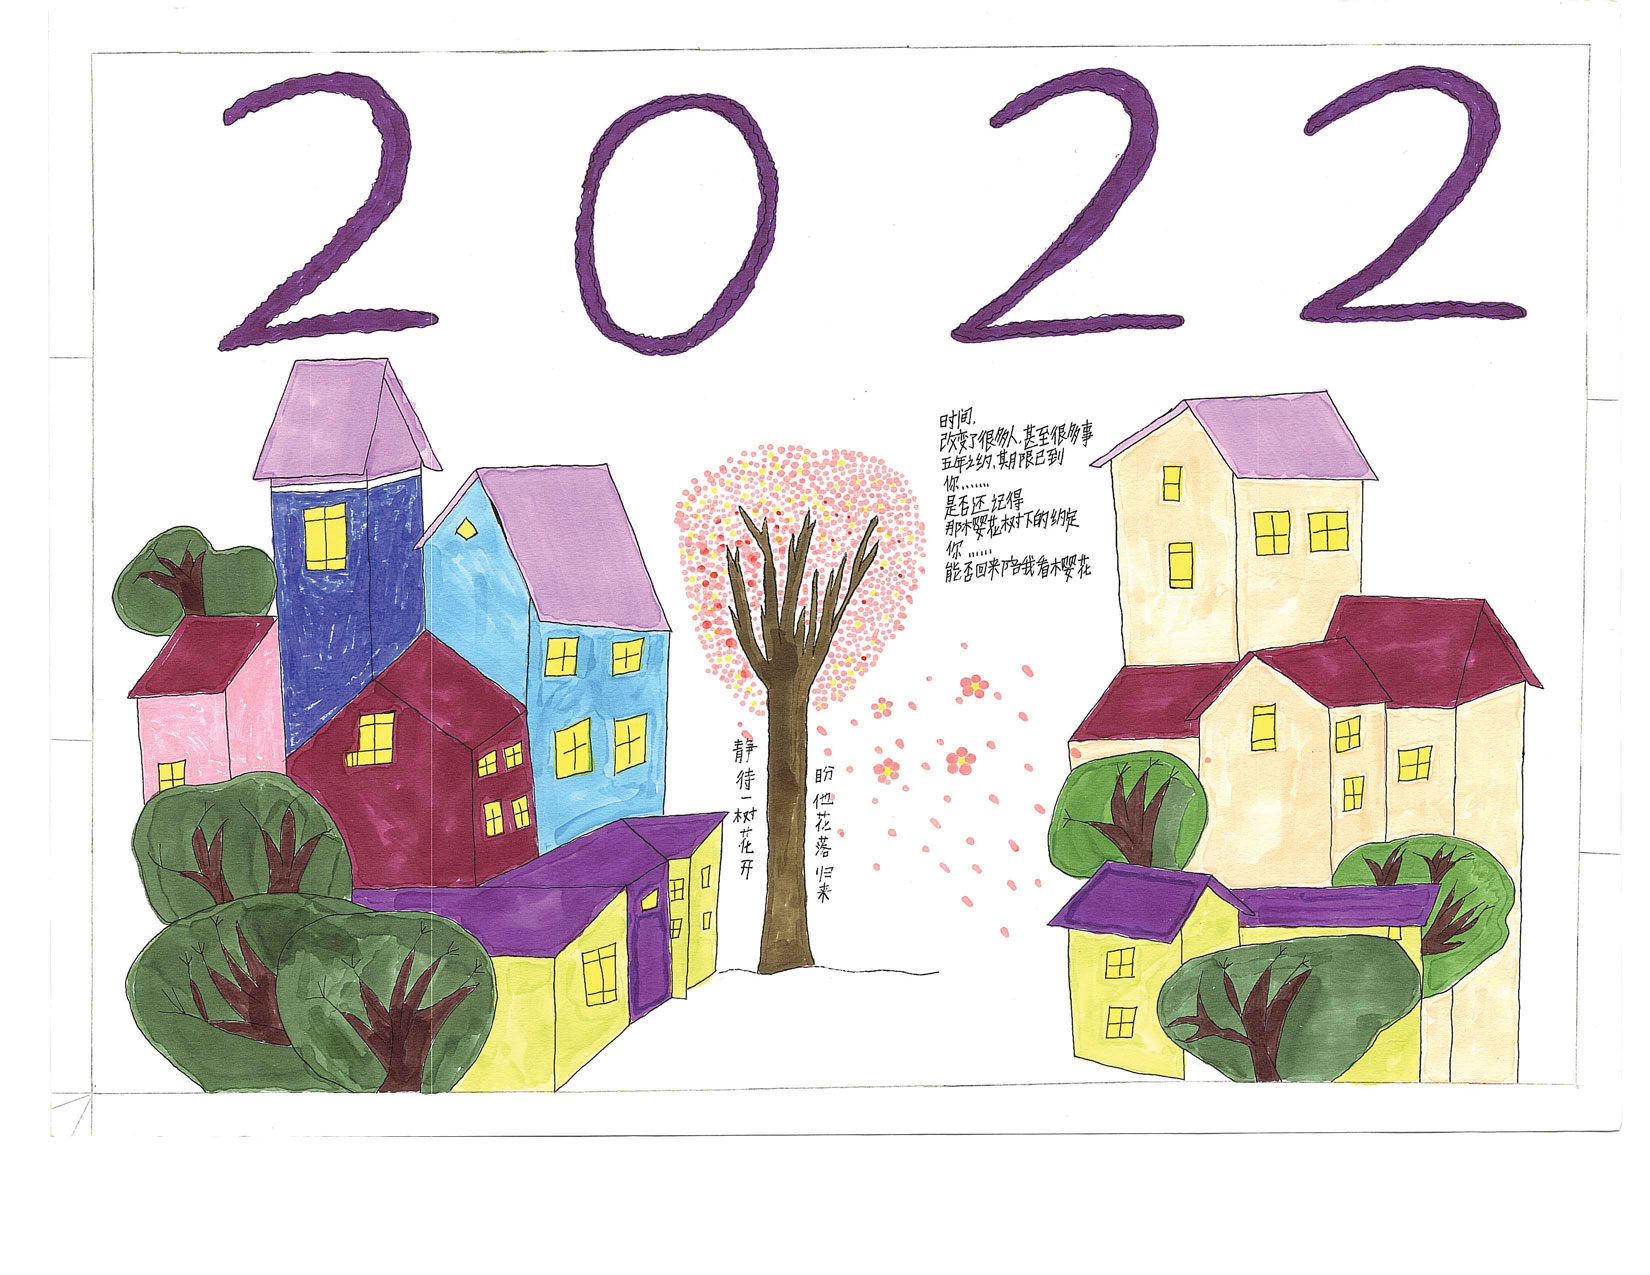 2022
时间，
改变了很多人，甚至很多事
五年之约，期限已到
你.......
是否还记得
那樱花树下的约定
你......
能否回来陪我看樱花
静待一树花开
盼他花落归来